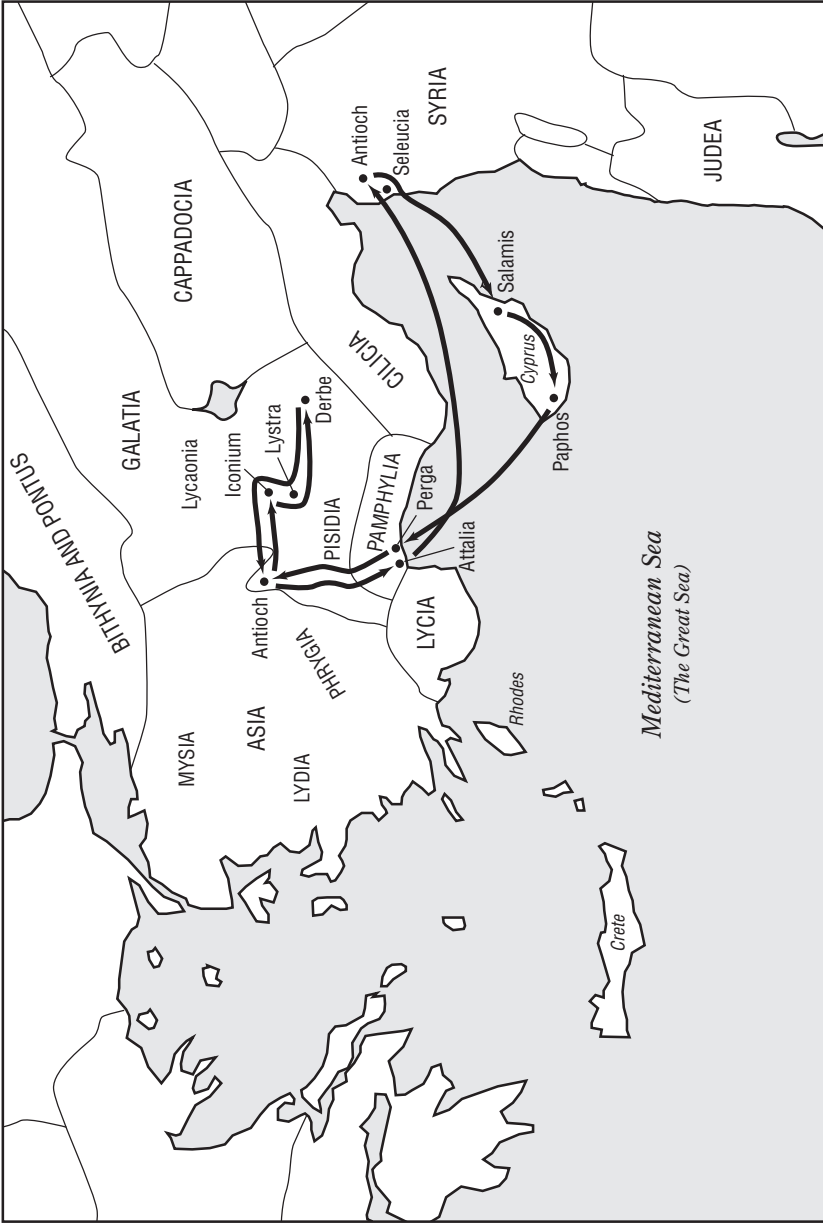 BITHYNIA AND PONTUS
GALATIA
CAPPADOCIA
MYSIA
ASIA
LYDIA
PHRYGIA
Antioch
Lycaonia
Iconium
Lystra
Derbe
PISIDIA
PAMPHYLIA
Perga
Attalia
LYCIA
CILICIA
Antioch
Seleucia
SYRIA
Salamis
Cyprus
Paphos
Rhodes
Crete
Mediterranean Sea
(The Great Sea)
JUDEA